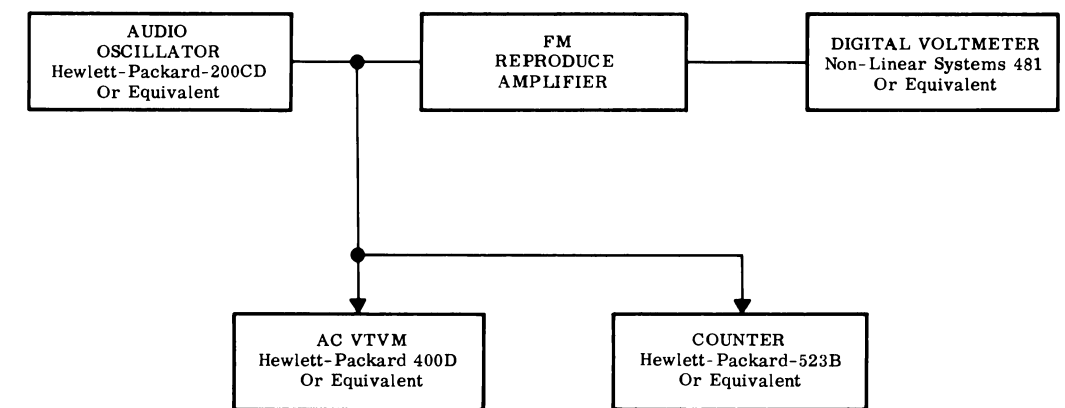 AUDIO
OSCILLATOR
Hewlett-Packard-200CD
Or Equivalent
FM
REPRODUCE
AMPLIFIER
DIGITAL VOLTMETER
Non-Linear Systems 481
Or Equivalent
AC VTVM
Hewlett-Packard 400D
Or Equivalent
COUNTER
Hewlett-Packard-523B
Or Equivalent